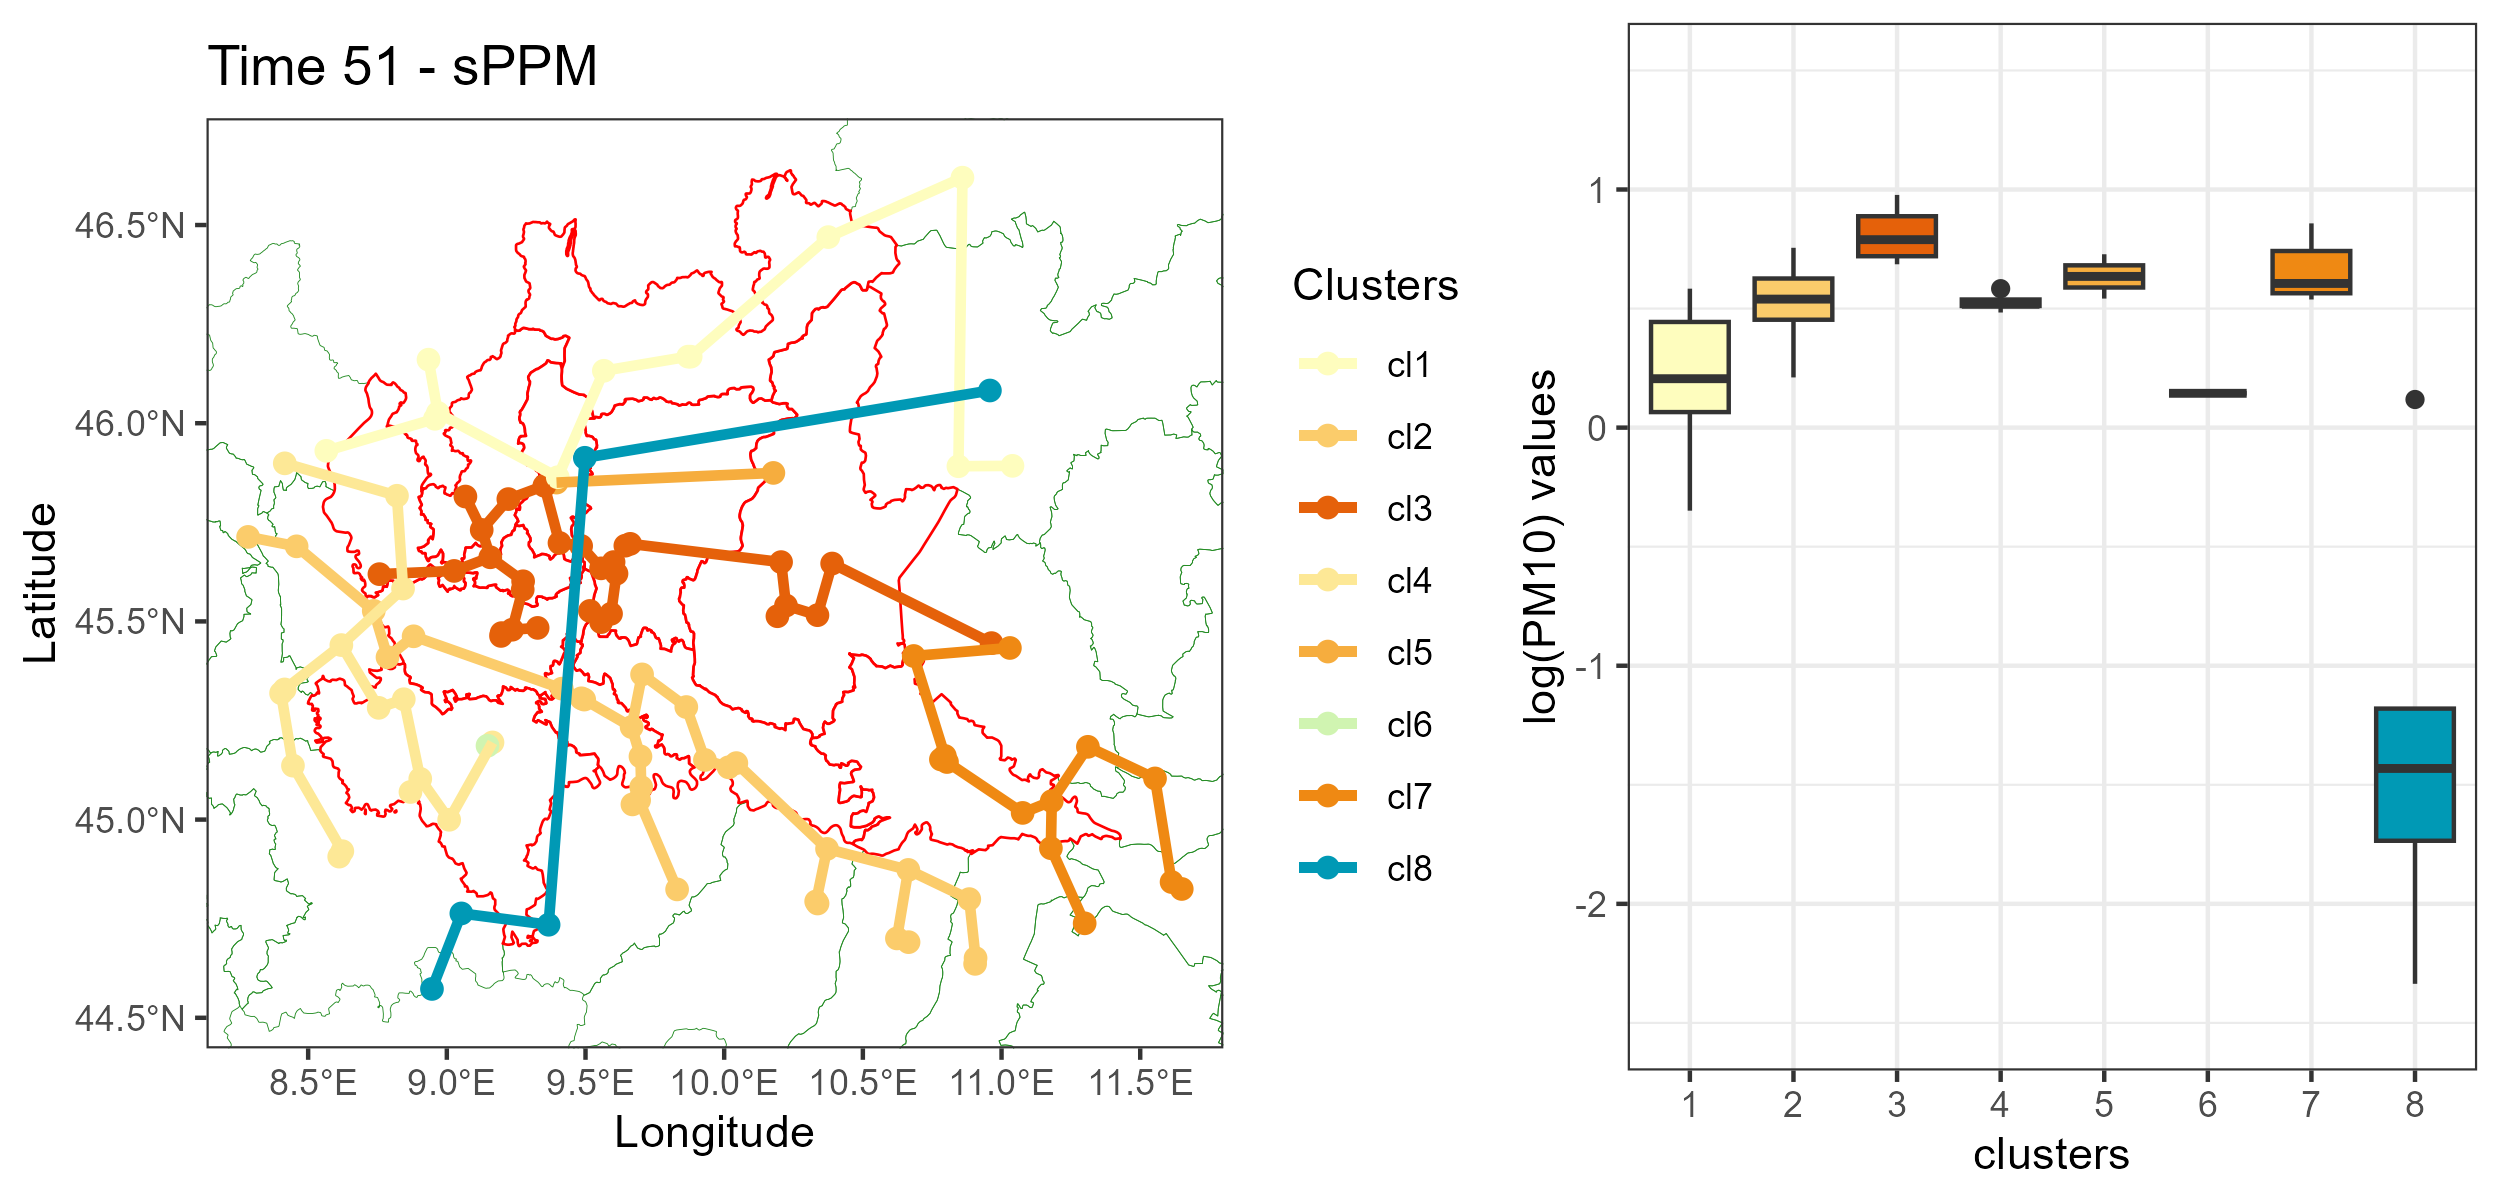 Time 51 - sPPM
Latitude
46.5°N
46.0°N
45.5°N
45.0°N
44.5°N
8.5°E
9.0°E
9.5°E
10.0°E
10.5°E
11.0°E
11.5°E
Longitude
Clusters
cl1
cl2
cl3
cl4
cl5
cl6
cl7
cl8
log(PM10) values
1
0
-1
-2
1
2
3
4
5
6
7
8
clusters